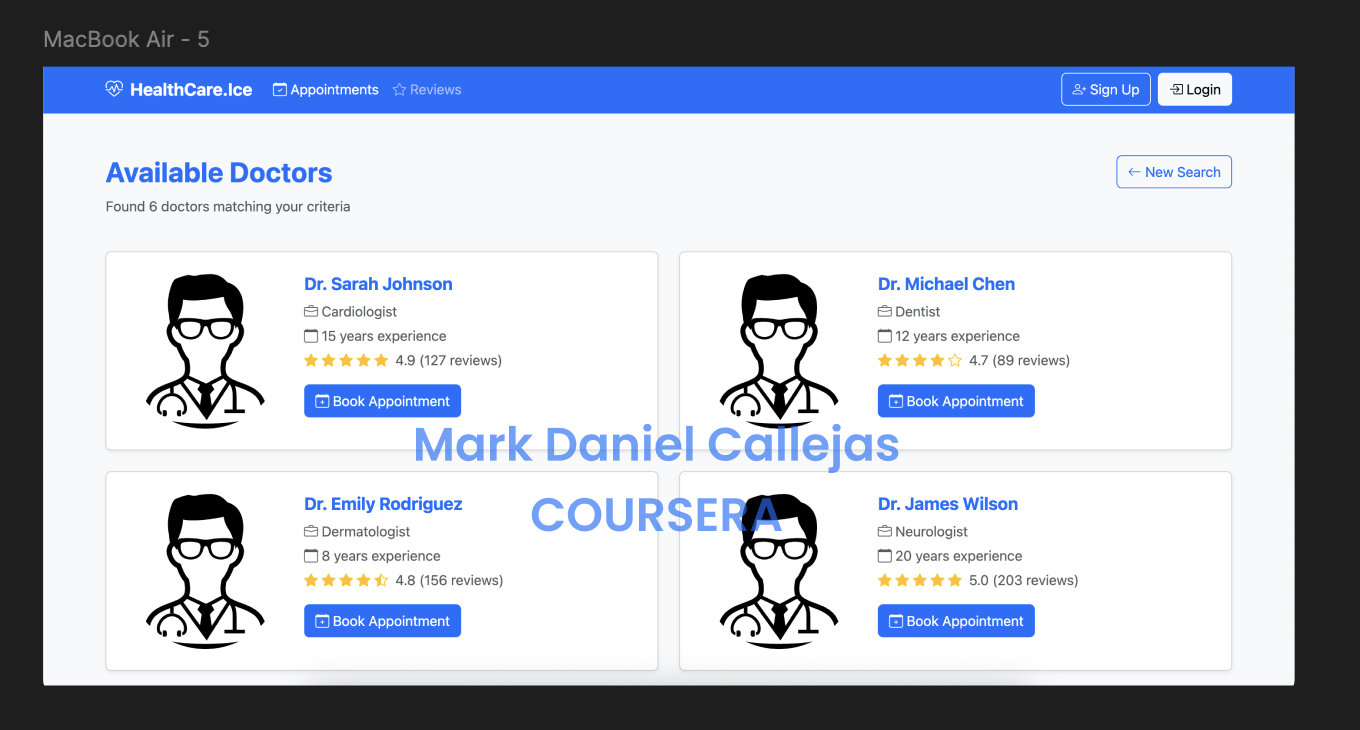 MacBook Air - 5
HealthCare.Ice Appointments Reviews Sign Up Login
Available Doctors
New Search
Found 6 doctors matching your criteria
Dr. Sarah Johnson
Cardiologist
15 years experience
4.9 (127 reviews)
Book Appointment
Dr. Michael Chen
Dentist
12 years experience
4.7 (89 reviews)
Book Appointment
Mark Daniel Callejas
COURSERA
Dr. Emily Rodriguez
Dermatologist
8 years experience
4.8 (156 reviews)
Book Appointment
Dr. James Wilson
Neurologist
20 years experience
5.0 (203 reviews)
Book Appointment